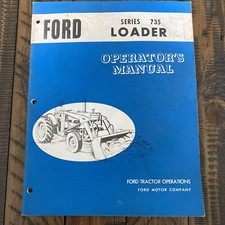 FORD
SERIES 735
LOADER
OPERATOR'S
MANUAL
FORD TRACTOR OPERATIONS
FORD MOTOR COMPANY